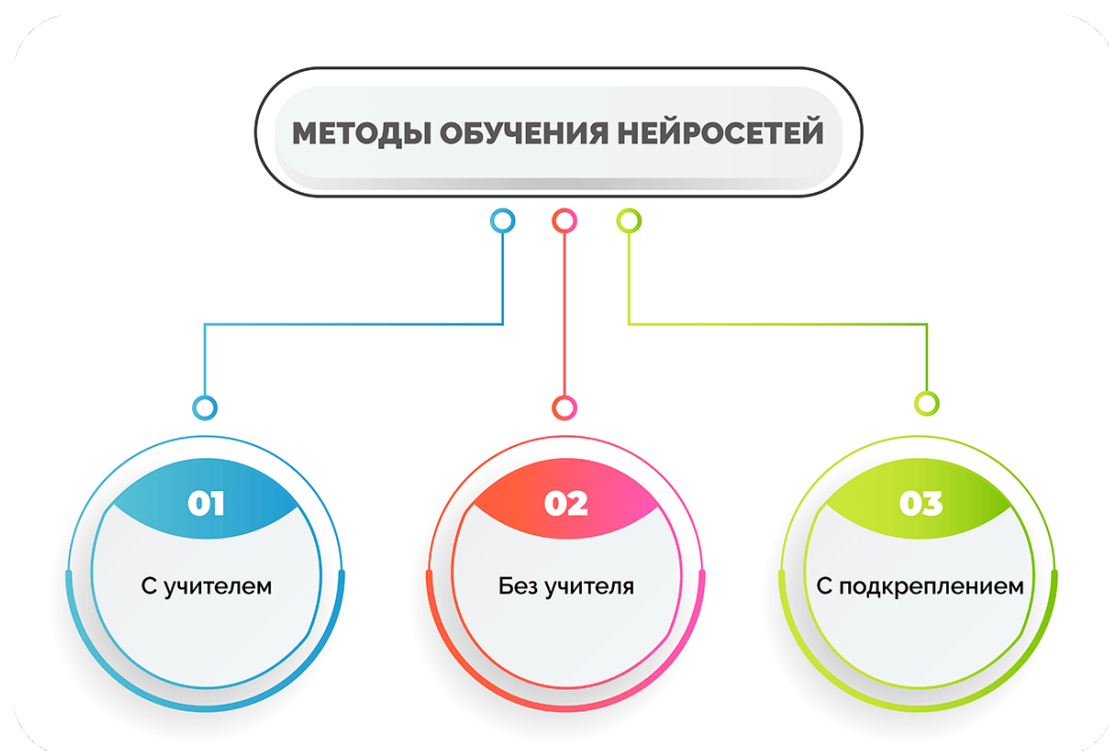 МЕТОДЫ ОБУЧЕНИЯ НЕЙРОСЕТЕЙ
01
С учителем
02
Без учителя
03
С подкреплением